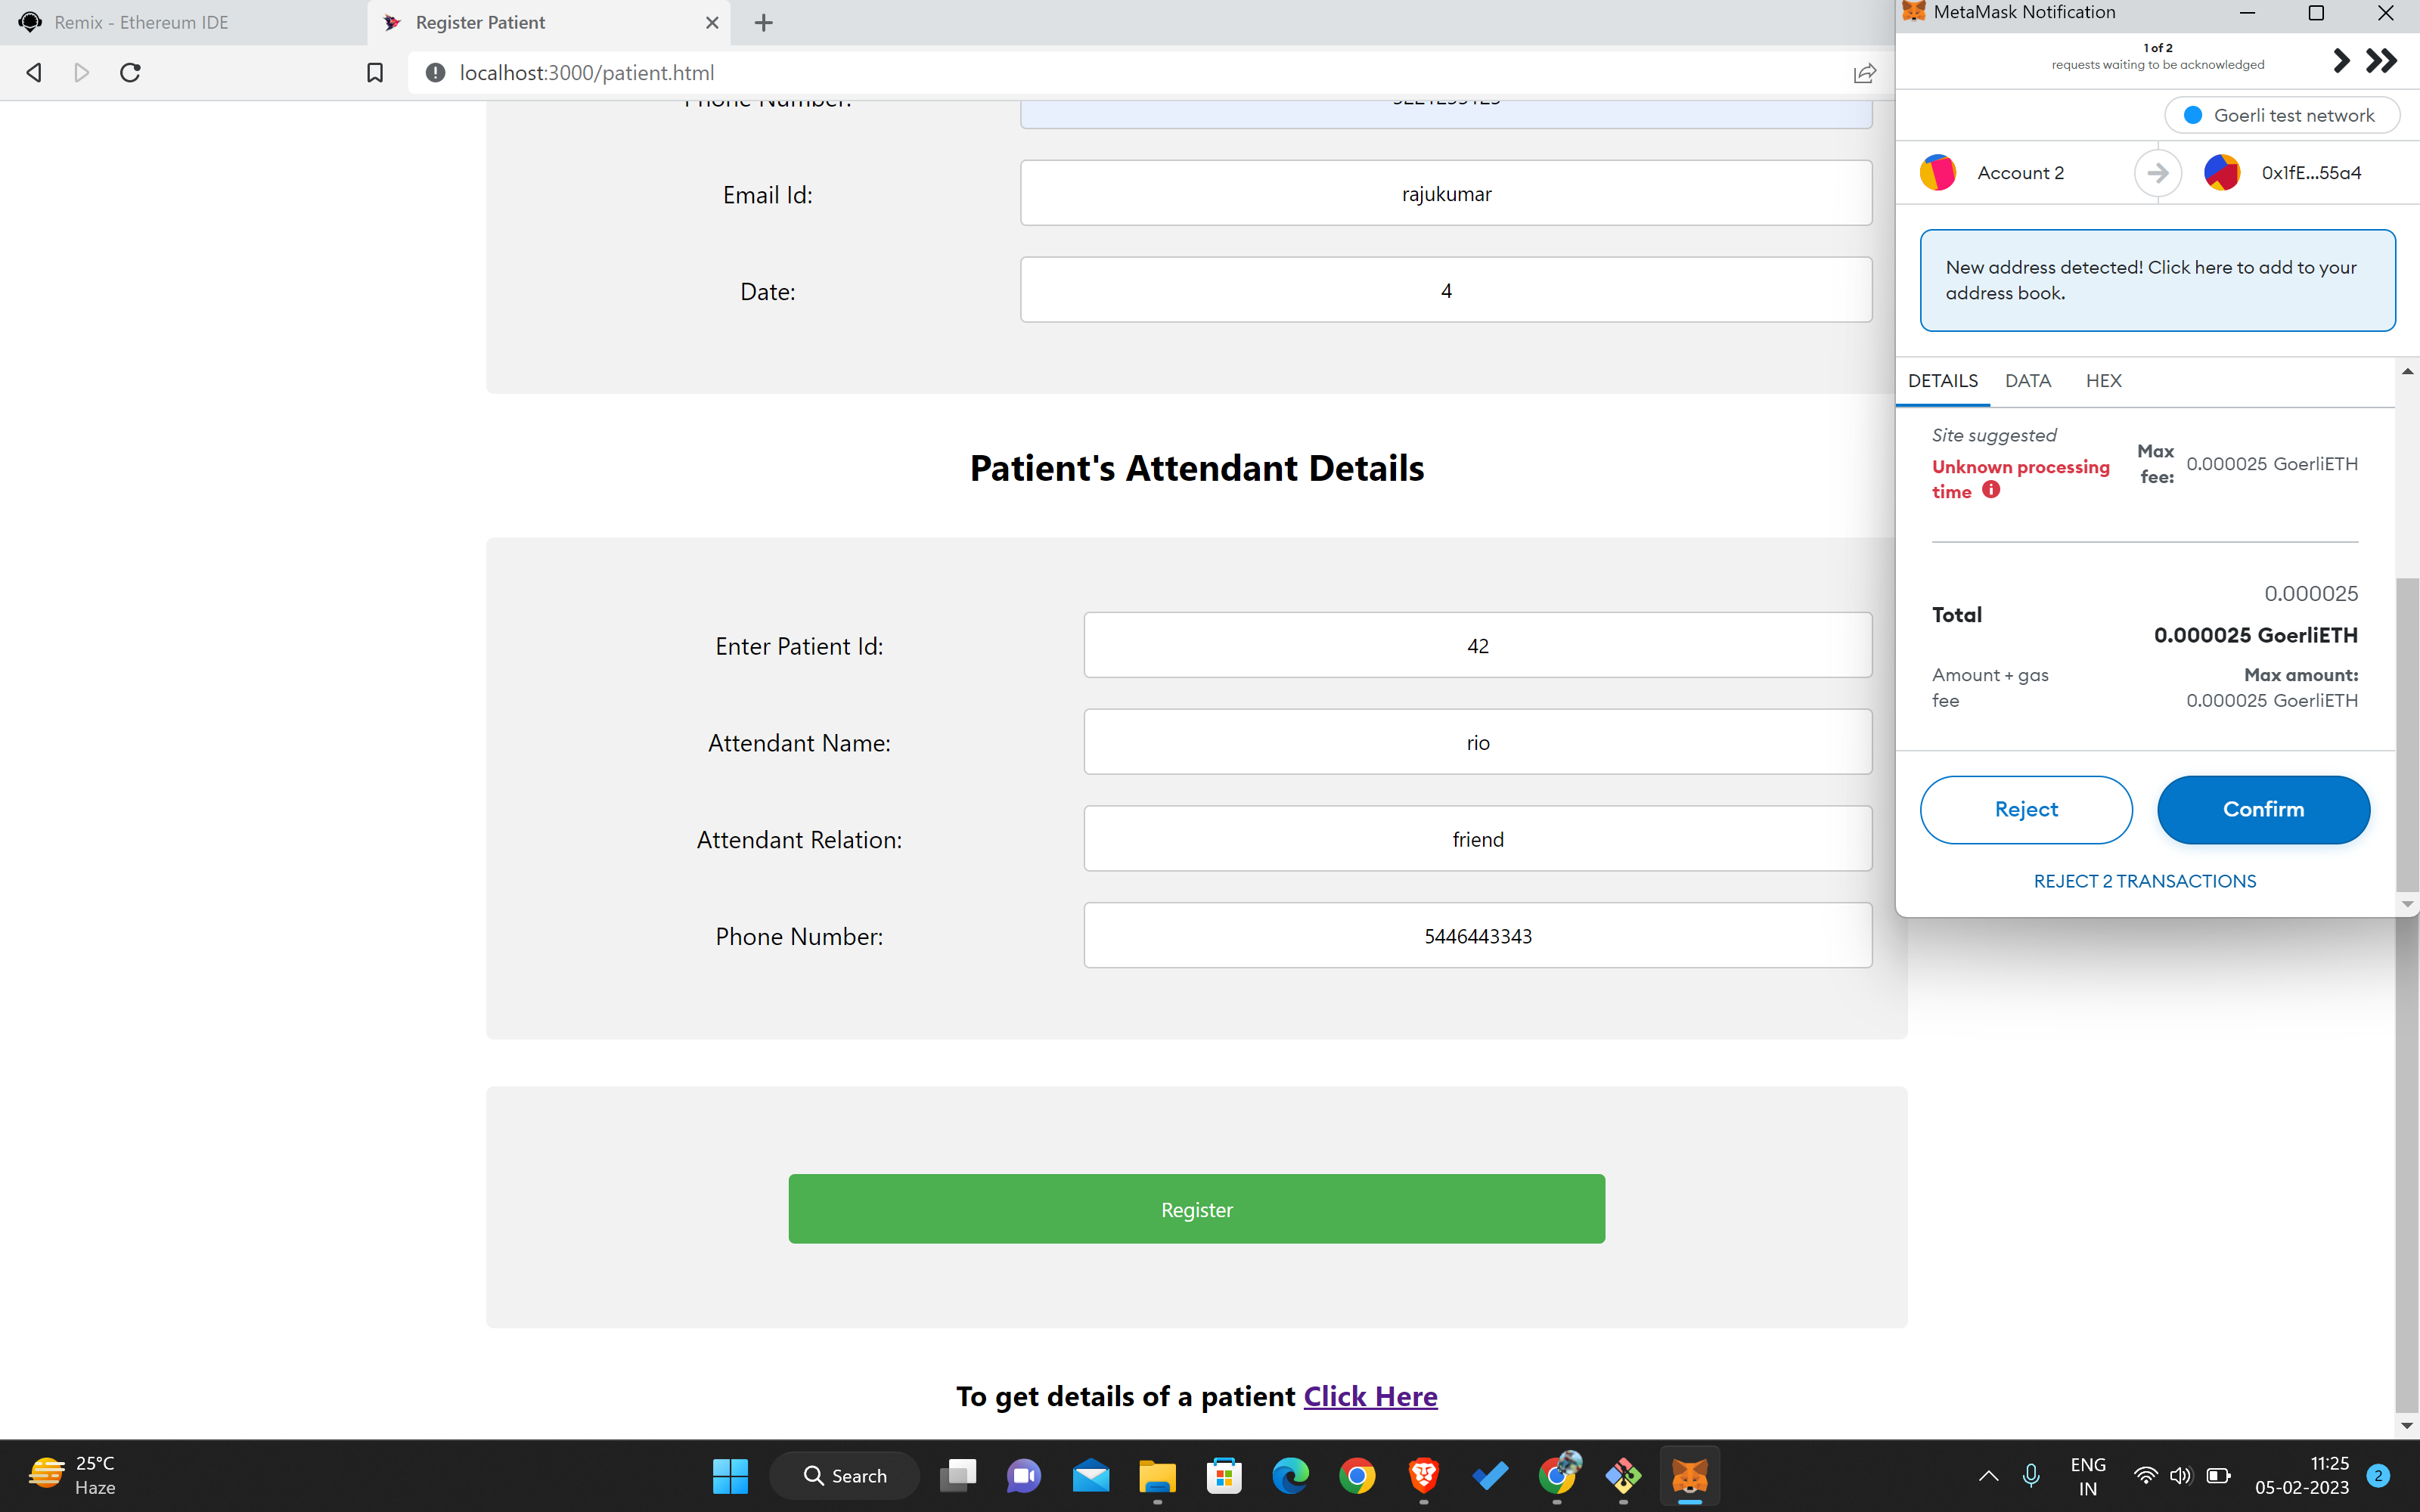 Remix - Ethereum IDE
Register Patient
localhost:3000/patient.html
Phone Number:
Email Id:
rajukumar
Date:
4
Patient's Attendant Details
Enter Patient Id:
42
Attendant Name:
rio
Attendant Relation:
friend
Phone Number:
5446443343
Register
To get details of a patient Click Here
MetaMask Notification
1 of 2
requests waiting to be acknowledged
Goerli test network
Account 2
0x1fE...55a4
New address detected! Click here to add to your
address book.
DETAILS
DATA
HEX
Site suggested
Unknown processing
time
Max
fee:
0.000025 GoerliETH
Total
0.000025
0.000025 GoerliETH
Amount + gas
fee
Max amount:
0.000025 GoerliETH
Reject
Confirm
REJECT 2 TRANSACTIONS
25°C
Haze
Search
ENG
IN
11:25
05-02-2023
2